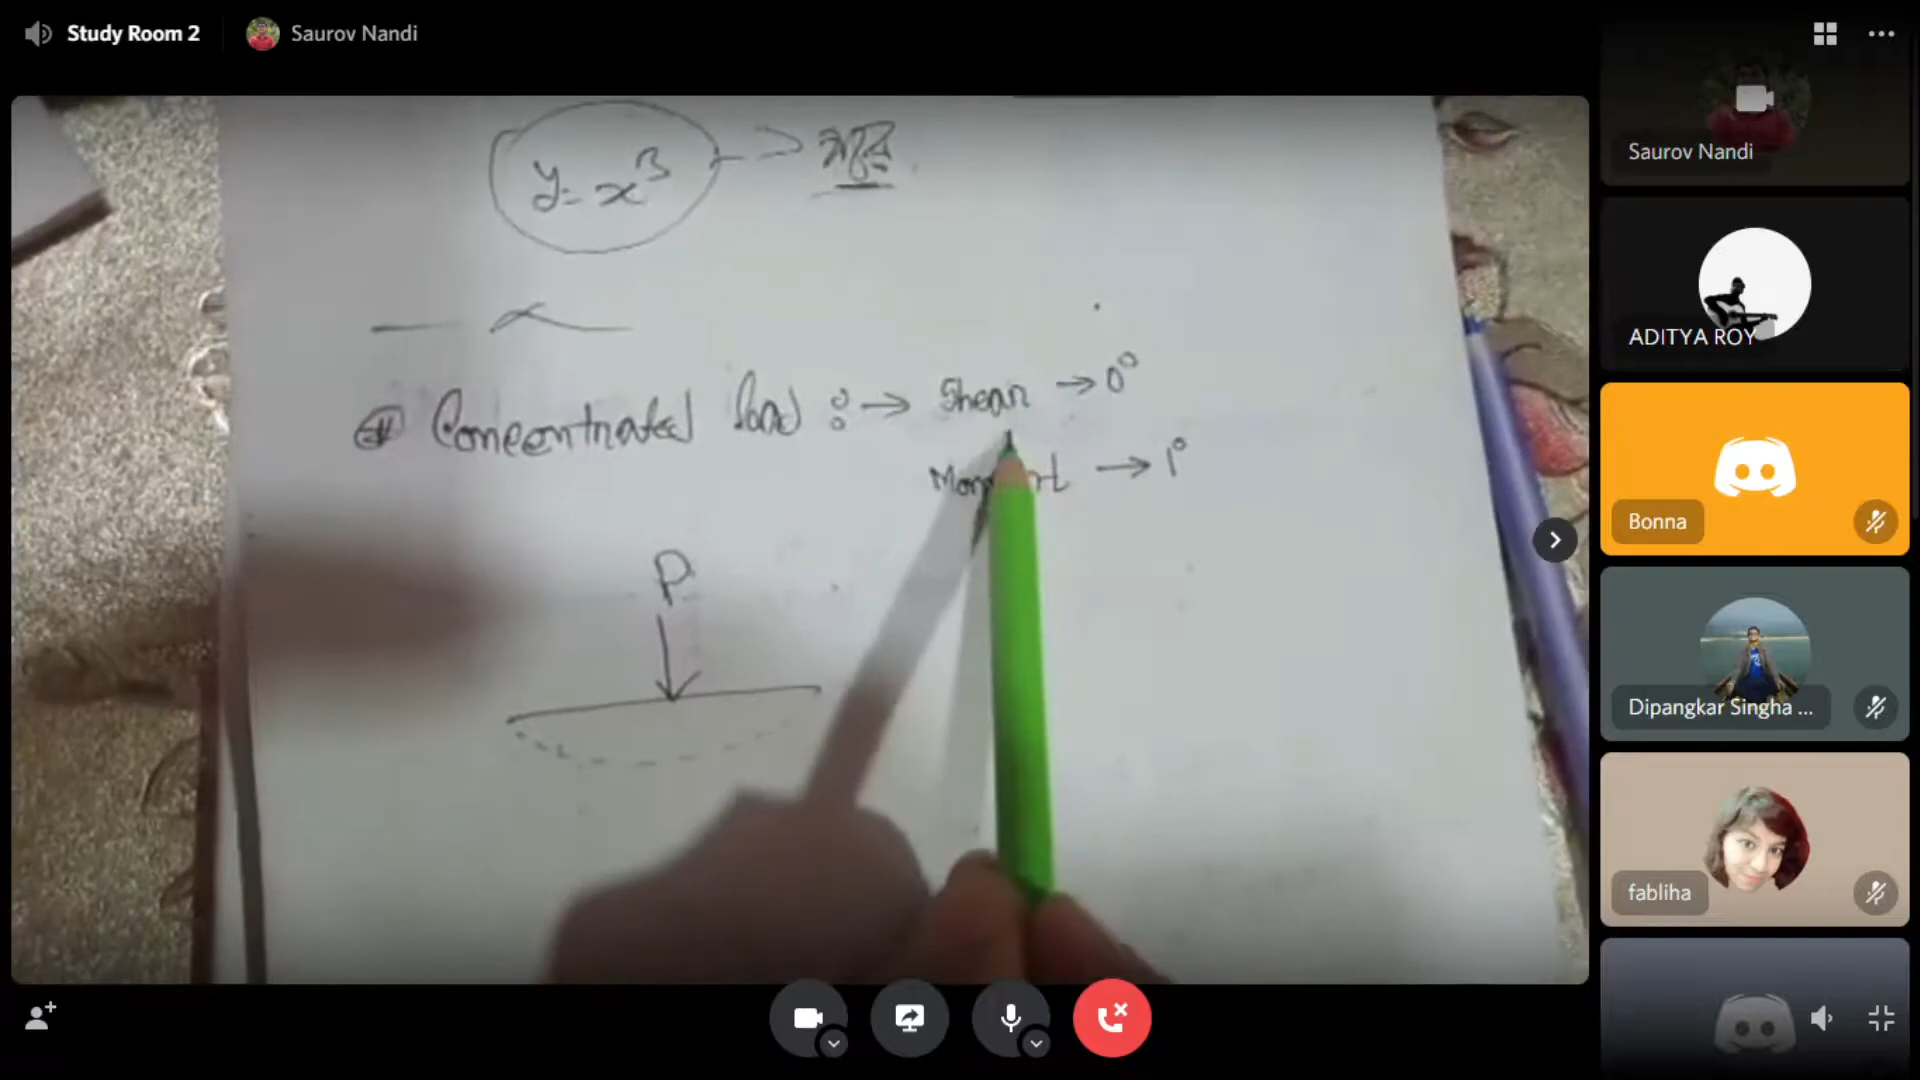 Study Room 2
Saurov Nandi
y = x³
# Concentrated load : → Shear → 0°
Moment → 1°
P
Saurov Nandi
ADITYA ROY
Bonna
Dipangkar Singha ...
fabliha